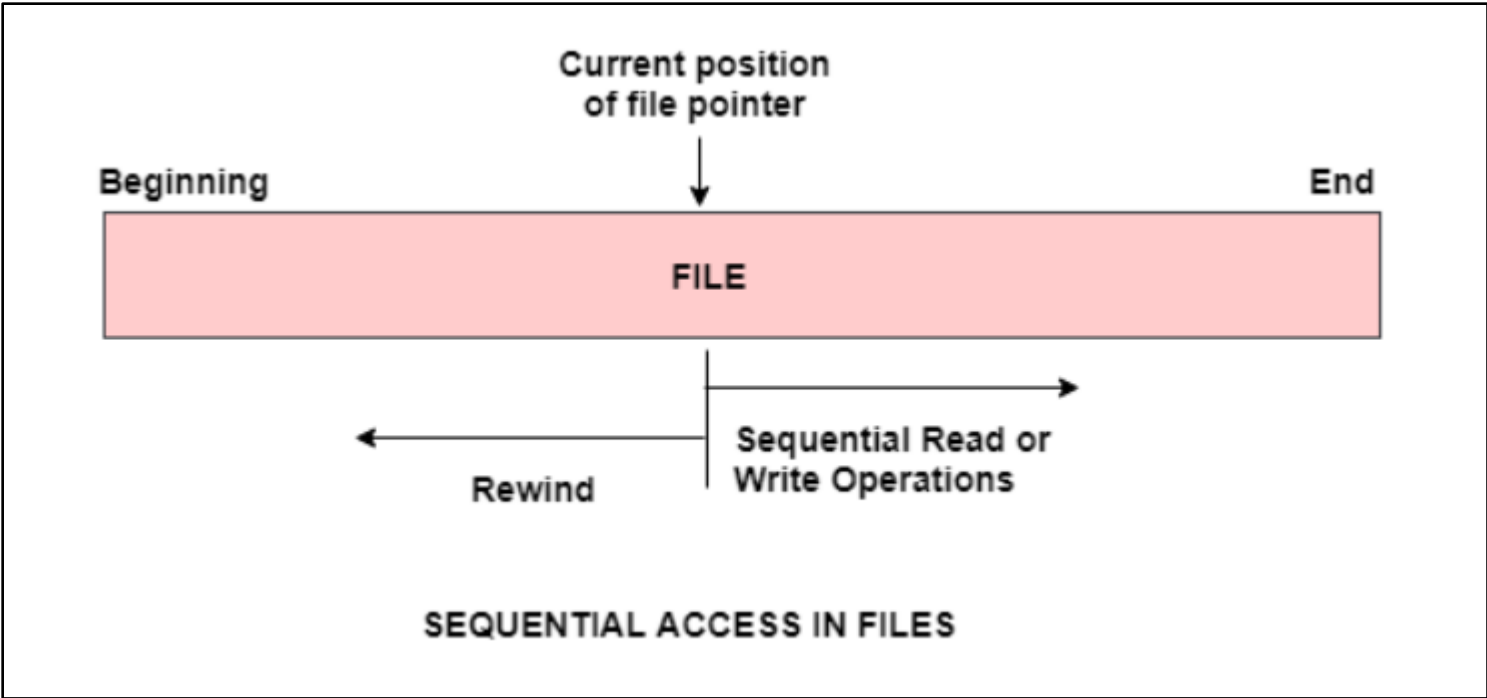 Current position
of file pointer
Beginning
End
FILE
Sequential Read or
Write Operations
Rewind
SEQUENTIAL ACCESS IN FILES